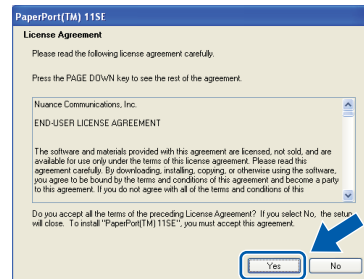 PaperPort(TM) 11SE
License Agreement
Please read the following license agreement carefully.
Press the PAGE DOWN key to see the rest of the agreement.
Nuance Communications, Inc.
END-USER LICENSE AGREEMENT
The software and materials provided with this agreement are licensed, not sold, and are
available for use only under the terms of this license agreement. Please read this
agreement carefully. By downloading, installing, copying, or otherwise using the software,
you agree to be bound by the terms and conditions of this agreement and become a party
to this agreement. If you do not agree with all of the terms and conditions of this
Do you accept all the terms of the preceding License Agreement? If you select No, the setup
will close. To install "PaperPort(TM) 11SE", you must accept this agreement.
Yes
No